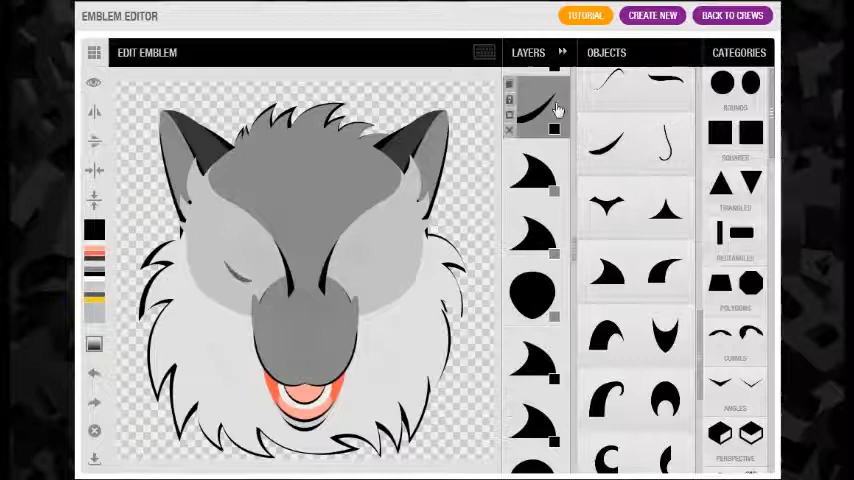 EMBLEM EDITOR
TUTORIAL
CREATE NEW
BACK TO CREWS
EDIT EMBLEM
LAYERS
OBJECTS
CATEGORIES
ROUNDS
SQUARES
TRIANGLES
RECTANGLES
POLYGONS
CURVES
ANGLES
PERSPECTIVE